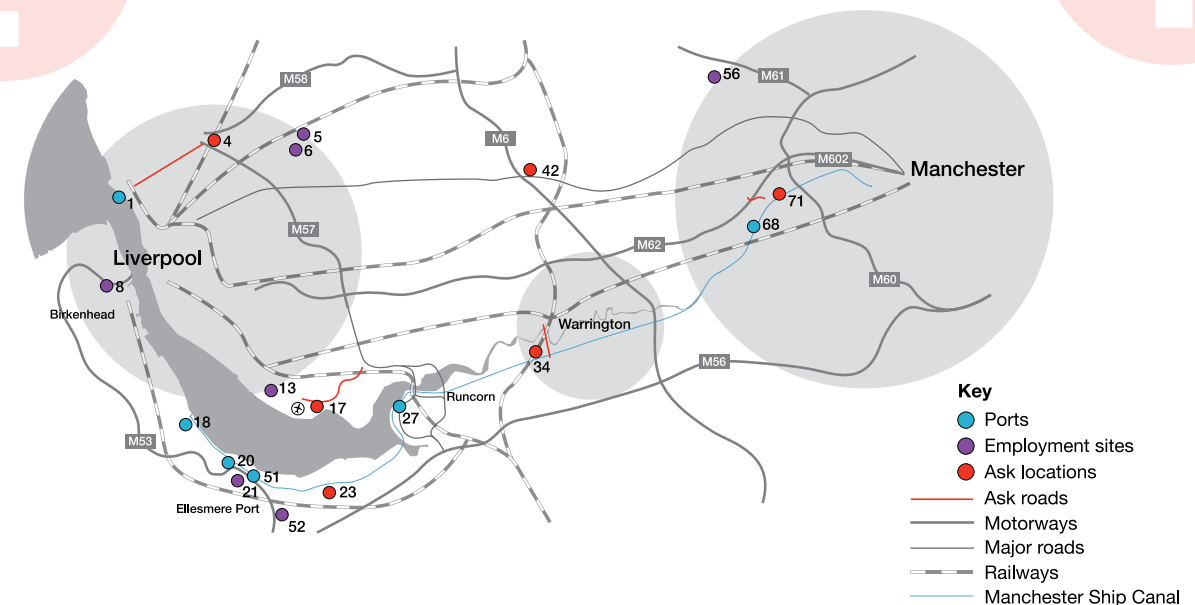 56
M61
M58
4
5
6
M6
42
M602
Manchester
71
1
68
M57
M62
Liverpool
M60
8
Birkenhead
Warrington
34
M56
13
17
Runcorn
27
18
M53
20
51
21
23
Ellesmere Port
52
Key
Ports
Employment sites
Ask locations
Ask roads
Motorways
Major roads
Railways
Manchester Ship Canal